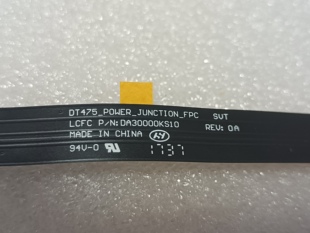 DT475_POWER_JUNCTION_FPC SVT
LCFC P/N:DA30000KS10 REV: 0A
MADE IN CHINA
94V-0 1737